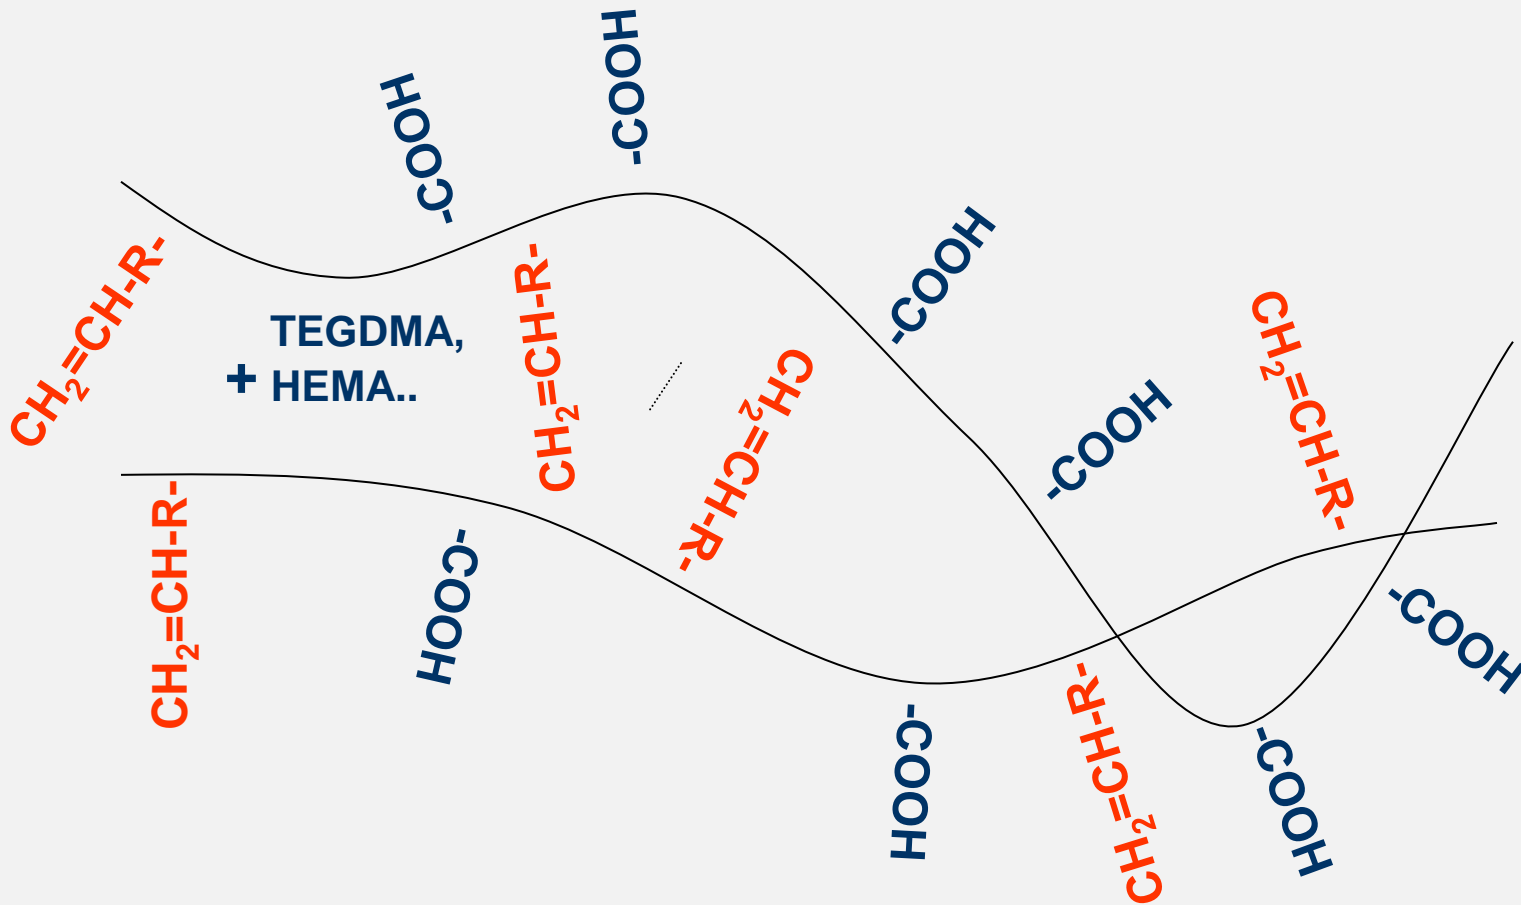 -COOH
-COOH
-COOH
CH₂=CH-R-
CH₂=CH-R-
TEGDMA,
+ HEMA..
CH₂=CH-R-
-COOH
CH₂=CH-R-
CH₂=CH-R-
-COOH
-COOH
-COOH
CH₂=CH-R-
-COOH